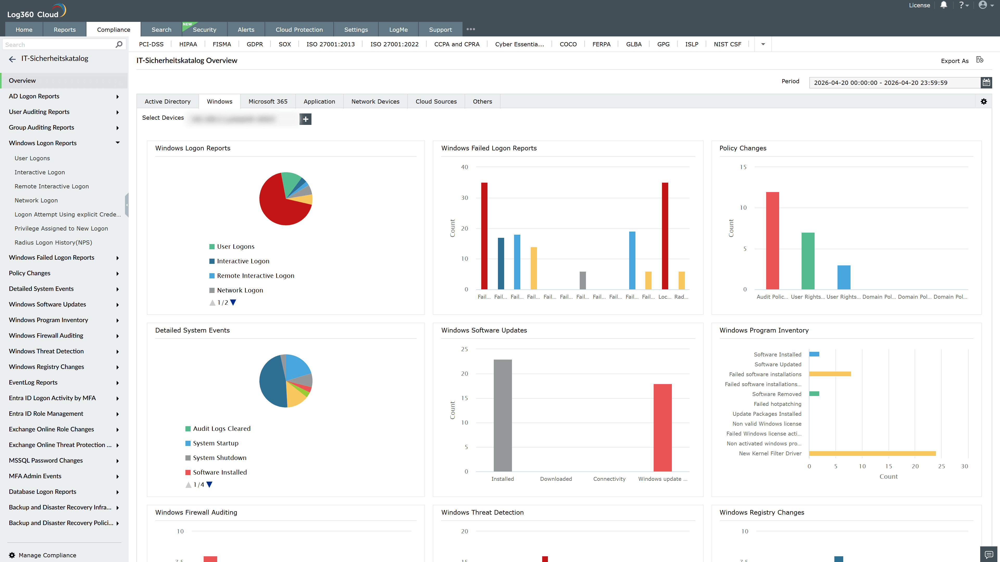 Log360 Cloud
License
?
Home
Reports
Compliance
Search
NEW
Security
Alerts
Cloud Protection
Settings
LogMe
Support
Search
PCI-DSS
HIPAA
FISMA
GDPR
SOX
ISO 27001:2013
ISO 27001:2022
CCPA and CPRA
Cyber Essentia...
COCO
FERPA
GLBA
GPG
ISLP
NIST CSF
IT-Sicherheitskatalog
Overview
AD Logon Reports
User Auditing Reports
Group Auditing Reports
Windows Logon Reports
User Logons
Interactive Logon
Remote Interactive Logon
Network Logon
Logon Attempt Using explicit Crede...
Privilege Assigned to New Logon
Radius Logon History(NPS)
Windows Failed Logon Reports
Policy Changes
Detailed System Events
Windows Software Updates
Windows Program Inventory
Windows Firewall Auditing
Windows Threat Detection
Windows Registry Changes
EventLog Reports
Entra ID Logon Activity by MFA
Entra ID Role Management
Exchange Online Role Changes
Exchange Online Threat Protection ...
MSSQL Password Changes
MFA Admin Events
Database Logon Reports
Backup and Disaster Recovery Infra...
Backup and Disaster Recovery Polici...
Manage Compliance
IT-Sicherheitskatalog Overview
Export As
Period
2026-04-20 00:00:00 - 2026-04-20 23:59:59
Active Directory
Windows
Microsoft 365
Application
Network Devices
Cloud Sources
Others
Select Devices
Windows Logon Reports
User Logons
Interactive Logon
Remote Interactive Logon
Network Logon
1/2
Windows Failed Logon Reports
40
30
20
10
0
Count
Fail...
Fail...
Fail...
Fail...
Fail...
Fail...
Fail...
Fail...
Fail...
Fail...
Fail...
Loc...
Rad...
Policy Changes
15
10
5
0
Count
Audit Polic...
User Rights...
User Rights...
Domain Pol...
Domain Pol...
Domain Pol...
Detailed System Events
Audit Logs Cleared
System Startup
System Shutdown
Software Installed
1/4
Windows Software Updates
25
20
15
10
5
0
Count
Installed
Downloaded
Connectivity
Windows update ...
Windows Program Inventory
Software Installed
Software Updated
Failed software installations
Failed software installations...
Software Removed
Failed hotpatching
Update Packages Installed
Non valid Windows license
Failed Windows license acti...
Non activated windows pro...
New Kernel Filter Driver
0
5
10
15
20
25
30
Count
Windows Firewall Auditing
10
7.5
Windows Threat Detection
20
15
Windows Registry Changes
10
7.5